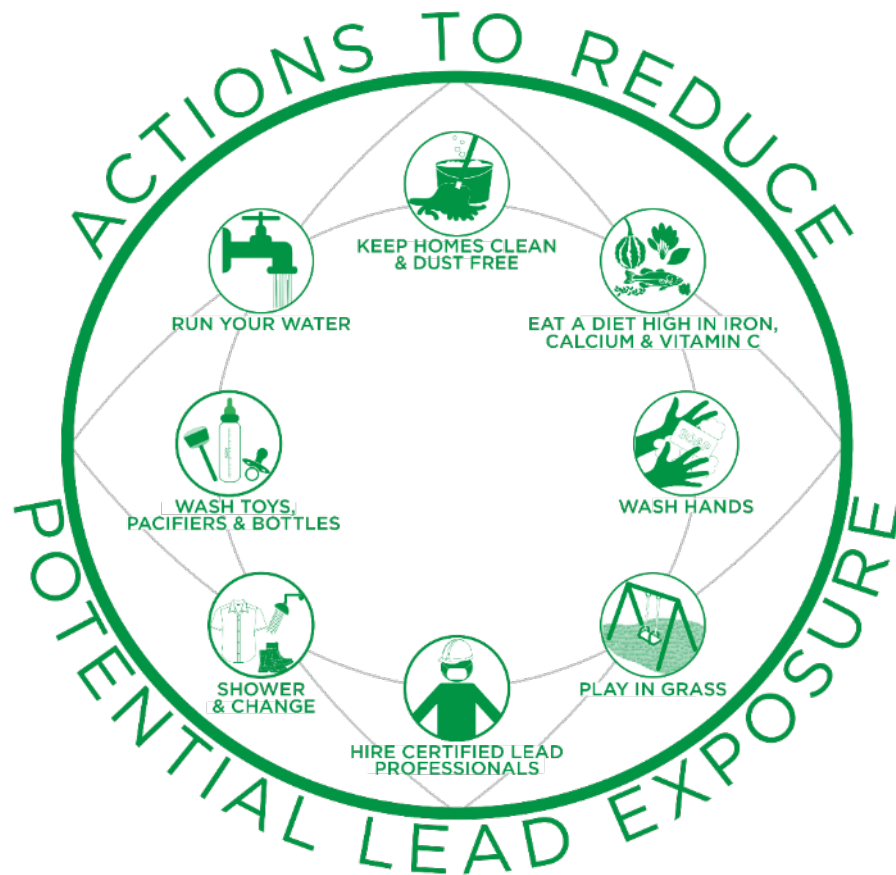 ACTIONS TO REDUCE
KEEP HOMES CLEAN
& DUST FREE
EAT A DIET HIGH IN IRON,
CALCIUM & VITAMIN C
WASH HANDS
SOAP
PLAY IN GRASS
HIRE CERTIFIED LEAD
PROFESSIONALS
SHOWER
& CHANGE
WASH TOYS,
PACIFIERS & BOTTLES
RUN YOUR WATER
POTENTIAL LEAD EXPOSURE